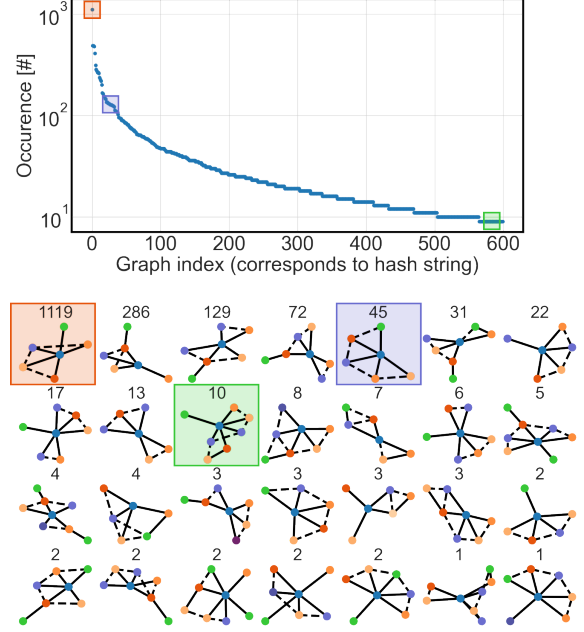 10³
10²
10¹
Occurence [#]
0 100 200 300 400 500 600
Graph index (corresponds to hash string)
1119 286 129 72 45 31 22
17 13 10 8 7 6 5
4 4 3 3 3 3 2
2 2 2 2 2 1 1